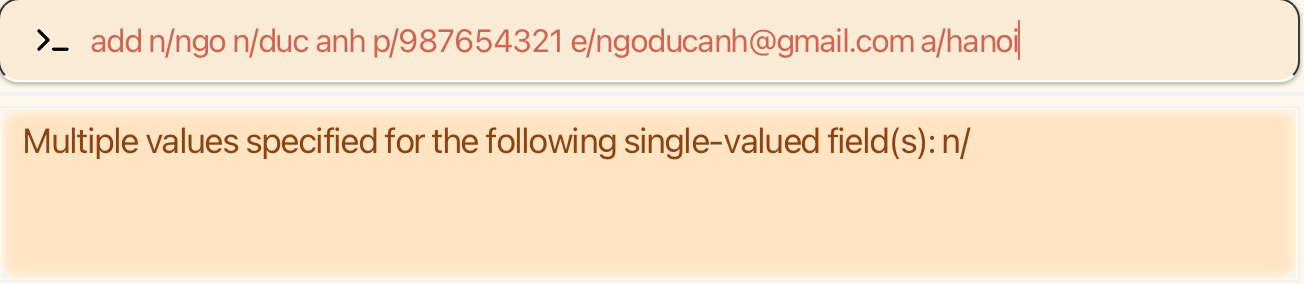 >_ add n/ngo n/duc anh p/987654321 e/ngoducanh@gmail.com a/hanoi
Multiple values specified for the following single-valued field(s): n/